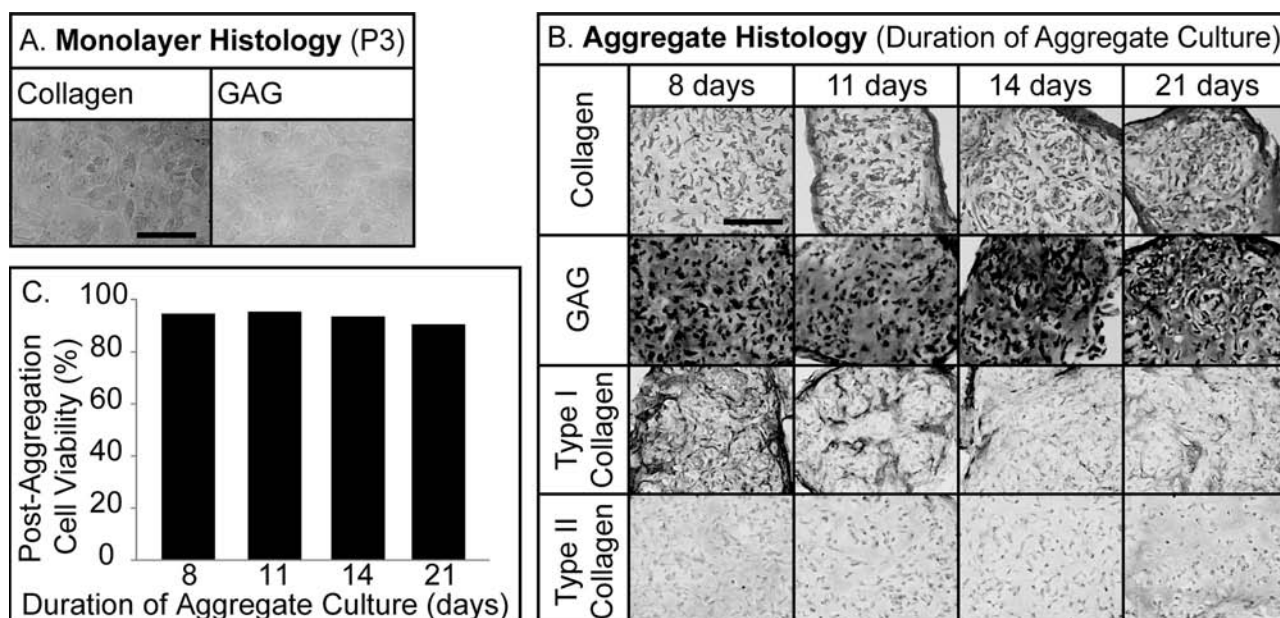 A. Monolayer Histology (P3)
Collagen
GAG
B. Aggregate Histology (Duration of Aggregate Culture)
8 days
11 days
14 days
21 days
Collagen
GAG
Type I
Collagen
Type II
Collagen
C.
Post-Aggregation
Cell Viability (%)
100
80
60
40
20
0
8
11
14
21
Duration of Aggregate Culture (days)